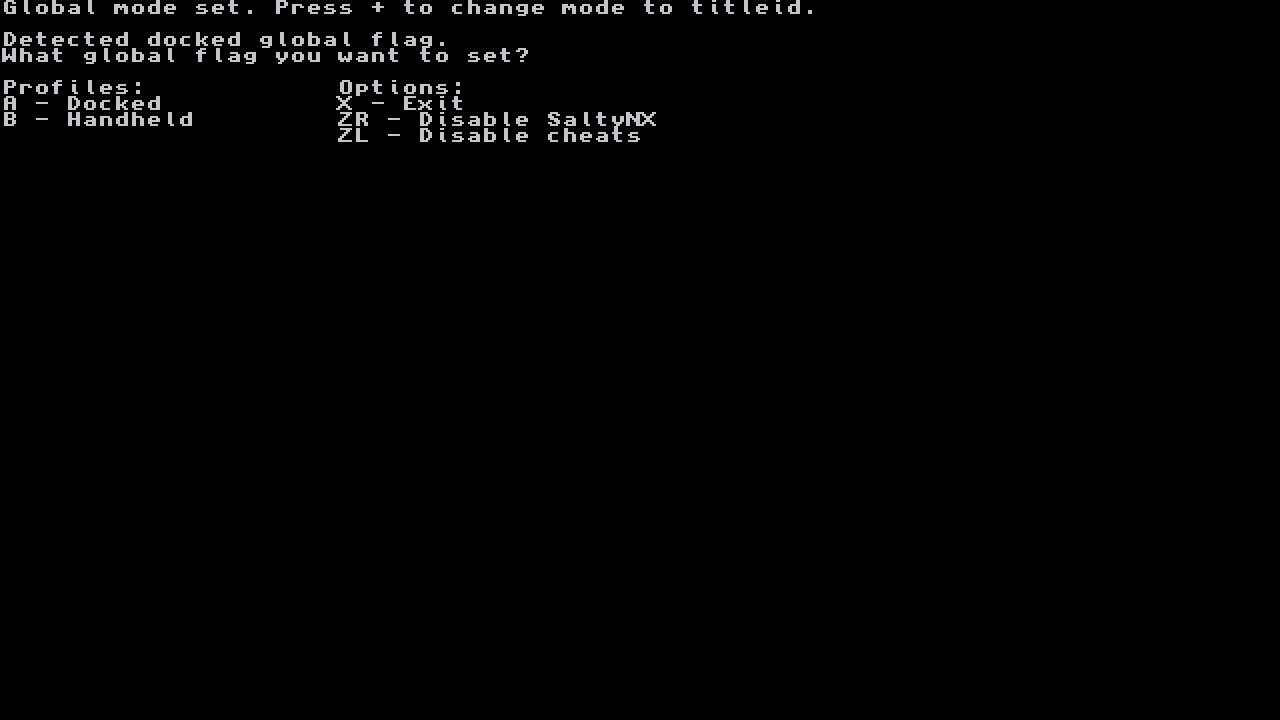 Global mode set. Press + to change mode to titleid.
Detected docked global flag.
What global flag you want to set?
Profiles: Options:
A - Docked X - Exit
B - Handheld ZR - Disable SaltyNX
ZL - Disable cheats